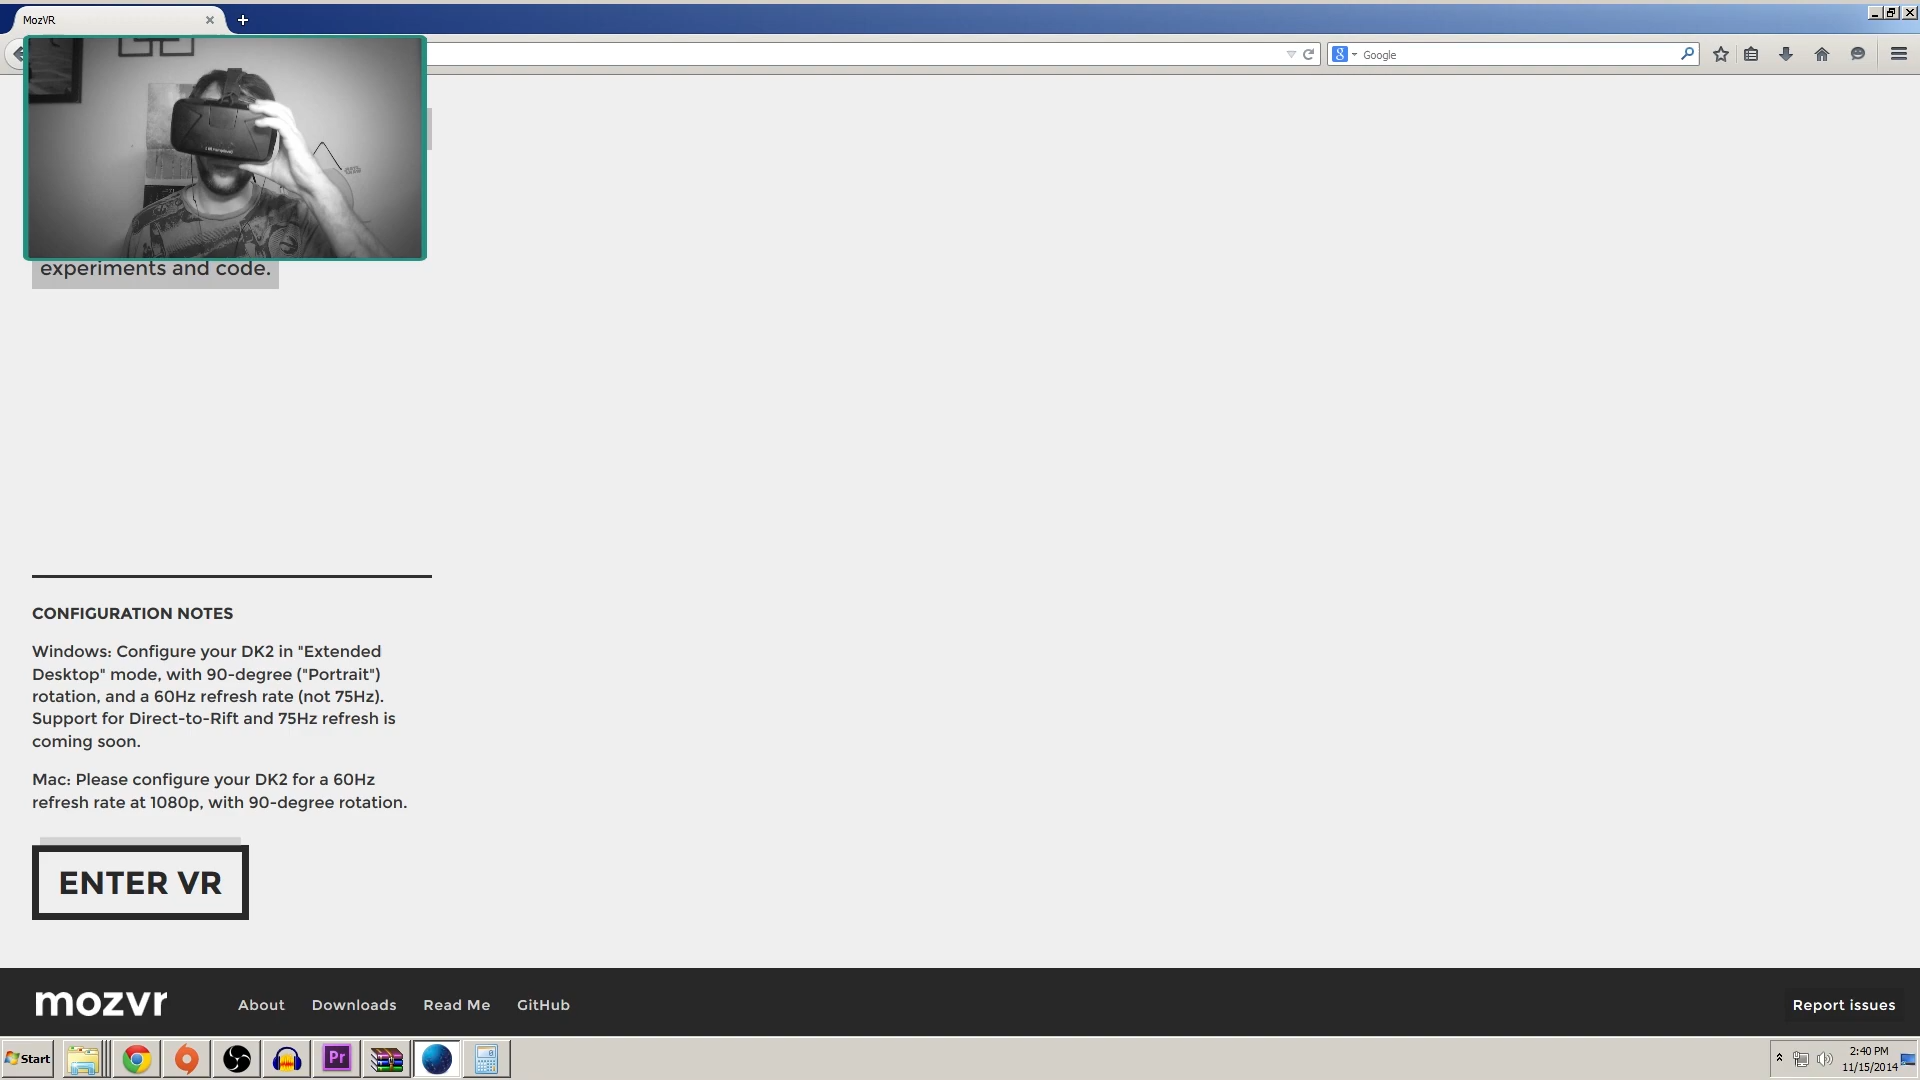 MozVR
Google
experiments and code.
CONFIGURATION NOTES
Windows: Configure your DK2 in "Extended
Desktop" mode, with 90-degree ("Portrait")
rotation, and a 60Hz refresh rate (not 75Hz).
Support for Direct-to-Rift and 75Hz refresh is
coming soon.
Mac: Please configure your DK2 for a 60Hz
refresh rate at 1080p, with 90-degree rotation.
ENTER VR
mozvr
About
Downloads
Read Me
GitHub
Report issues
Start
Pr
2:40 PM
11/15/2014